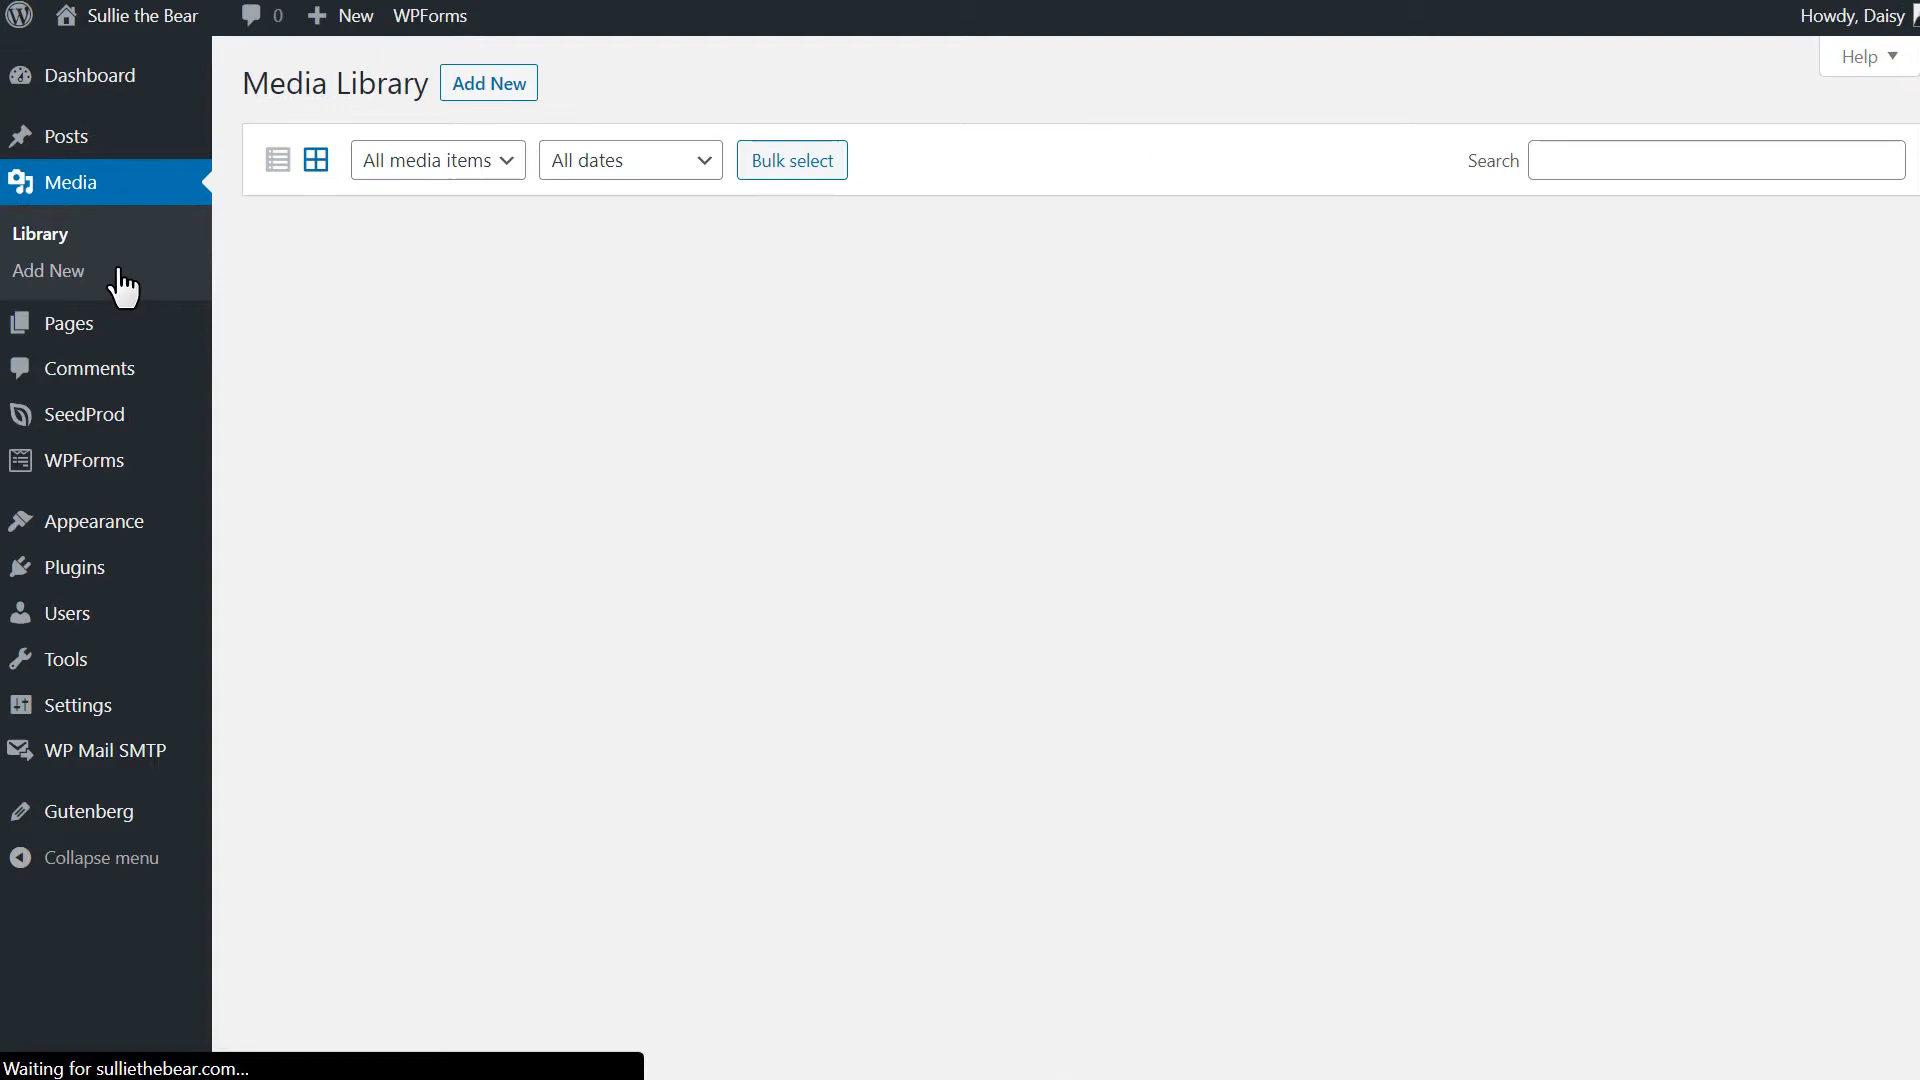 Sullie the Bear 0 New WPForms Howdy, Daisy
Help
Dashboard
Posts
Media
Library
Add New
Pages
Comments
SeedProd
WPForms
Appearance
Plugins
Users
Tools
Settings
WP Mail SMTP
Gutenberg
Collapse menu
Media Library Add New
All media items All dates Bulk select Search
Waiting for sulliethebear.com...